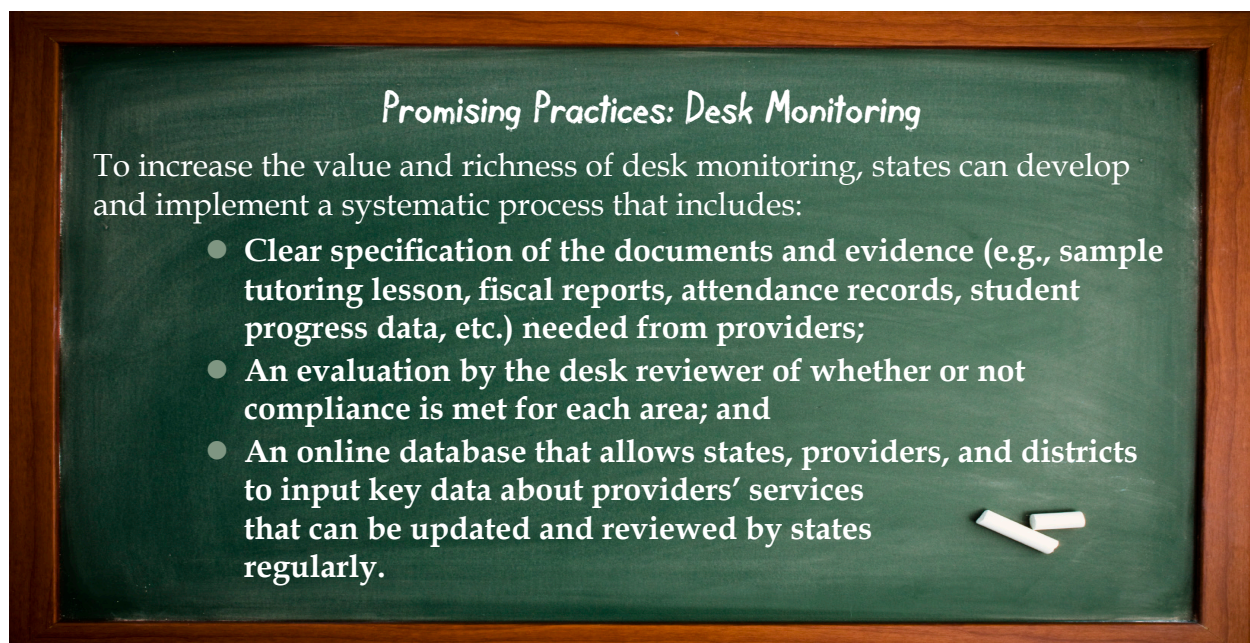 Promising Practices: Desk Monitoring
To increase the value and richness of desk monitoring, states can develop
and implement a systematic process that includes:
● Clear specification of the documents and evidence (e.g., sample
tutoring lesson, fiscal reports, attendance records, student
progress data, etc.) needed from providers;
● An evaluation by the desk reviewer of whether or not
compliance is met for each area; and
● An online database that allows states, providers, and districts
to input key data about providers’ services
that can be updated and reviewed by states
regularly.